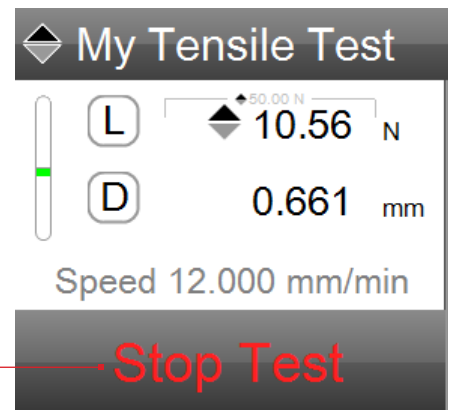 My Tensile Test
50.00 N
L 10.56 N
D 0.661 mm
Speed 12.000 mm/min
Stop Test